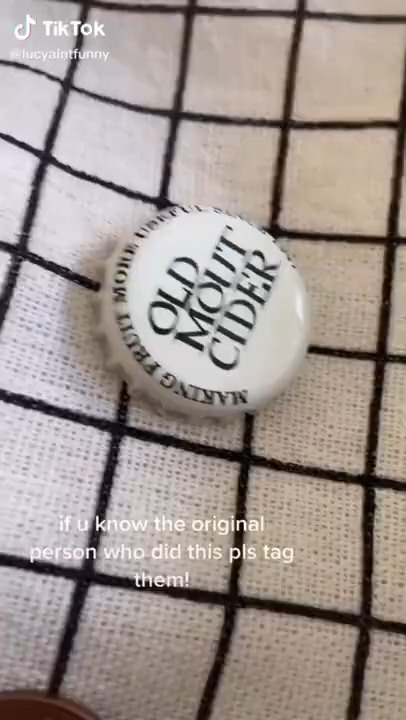 TikTok
@lucyaintfunny
OLD
MOUT
CIDER
MAKING FRUIT MORE USEFUL
if u know the original
person who did this pls tag
them!